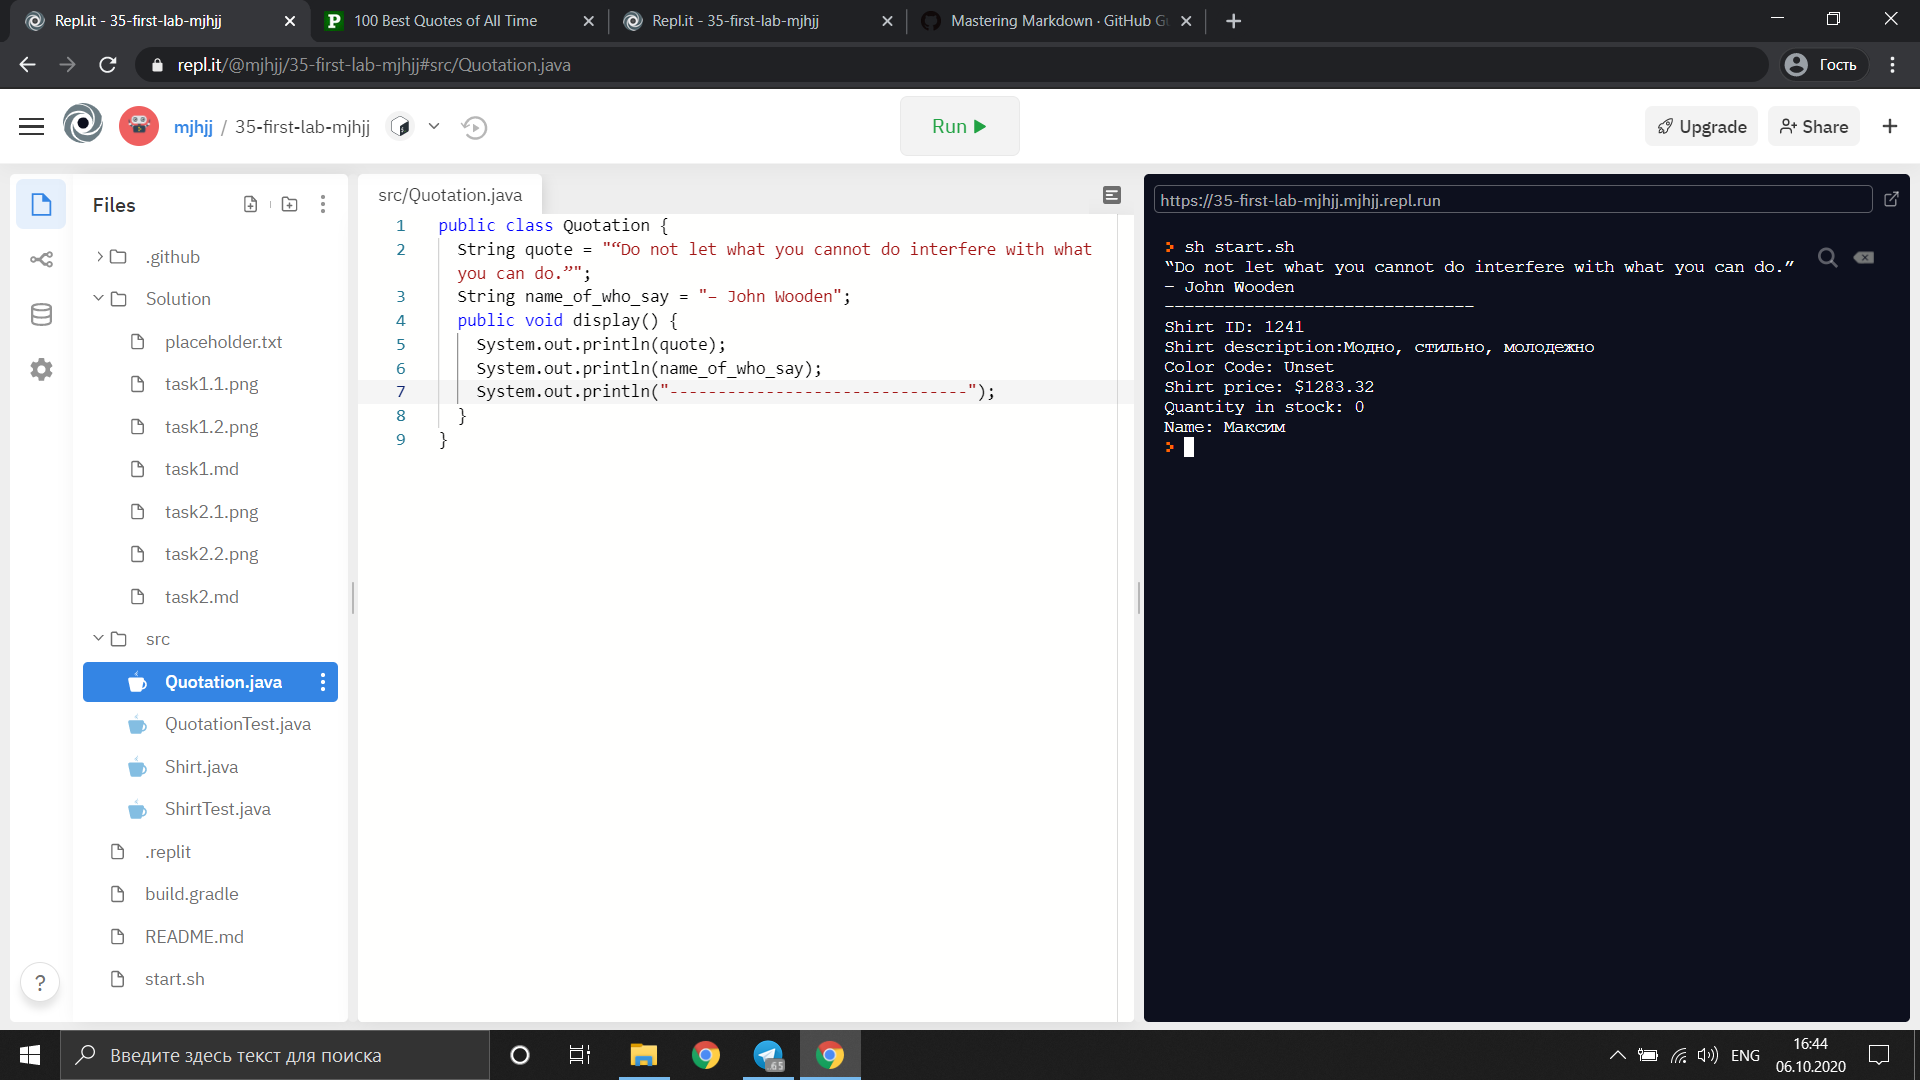 Repl.it - 35-first-lab-mjhjj
100 Best Quotes of All Time
Repl.it - 35-first-lab-mjhjj
Mastering Markdown · GitHub Gu
repl.it/@mjhjj/35-first-lab-mjhjj#src/Quotation.java
Гость
mjhjj / 35-first-lab-mjhjj
Run
Upgrade
Share
Files
.github
Solution
placeholder.txt
task1.1.png
task1.2.png
task1.md
task2.1.png
task2.2.png
task2.md
src
Quotation.java
QuotationTest.java
Shirt.java
ShirtTest.java
.replit
build.gradle
README.md
start.sh
?
src/Quotation.java
1 public class Quotation {
2 String quote = "“Do not let what you cannot do interfere with what
you can do.”";
3 String name_of_who_say = "– John Wooden";
4 public void display() {
5 System.out.println(quote);
6 System.out.println(name_of_who_say);
7 System.out.println("-------------------------------");
8 }
9 }
https://35-first-lab-mjhjj.mjhjj.repl.run
sh start.sh
“Do not let what you cannot do interfere with what you can do.”
– John Wooden
-------------------------------
Shirt ID: 1241
Shirt description:Модно, стильно, молодежно
Color Code: Unset
Shirt price: $1283.32
Quantity in stock: 0
Name: Максим
Введите здесь текст для поиска
.65
ENG
16:44
06.10.2020